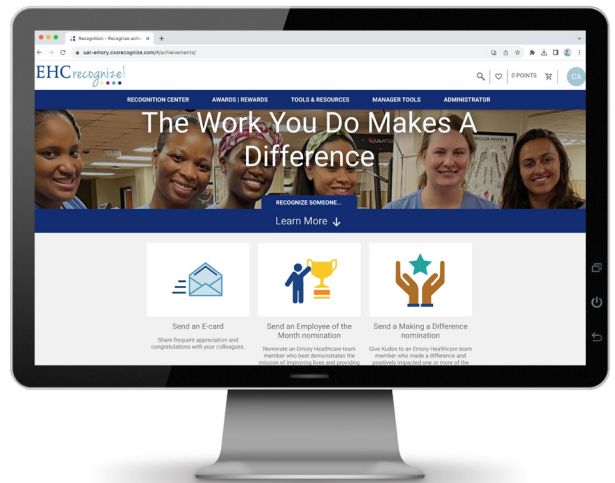 Recognition - Recognize achie
uat-emory.cxsrecognize.com/#/achievements/
EHC recognize!
0 POINTS
CA
RECOGNITION CENTER AWARDS | REWARDS TOOLS & RESOURCES MANAGER TOOLS ADMINISTRATOR
The Work You Do Makes A
Difference
RECOGNIZE SOMEONE...
Learn More
Send an E-card
Share frequent appreciation and
congratulations with your colleagues.
Send an Employee of the
Month nomination
Nominate an Emory Healthcare team
member who best demonstrates the
mission of improving lives and providing
Send a Making a Difference
nomination
Give Kudos to an Emory Healthcare team
member who made a difference and
positively impacted one or more of the